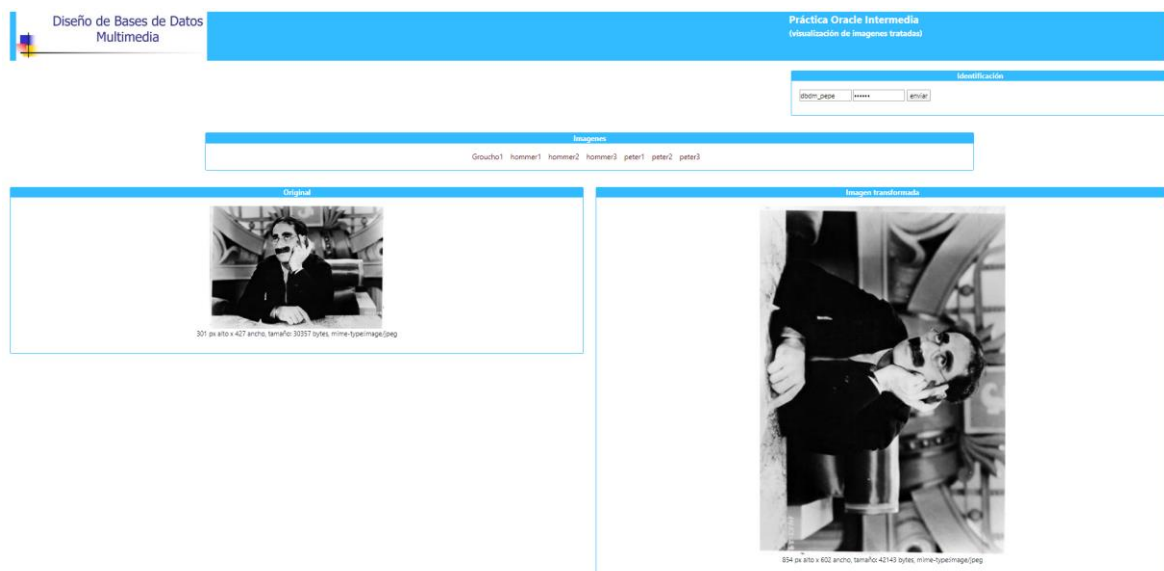 Diseño de Bases de Datos
Multimedia
Práctica Oracle Intermedia
(visualización de imagenes tratadas)
Identificación
dbdm_pepe •••••• enviar
Imagenes
Groucho1 hommer1 hommer2 hommer3 peter1 peter2 peter3
Original
301 px alto x 427 ancho, tamaño: 30357 bytes, mime-type:image/jpeg
Imagen transformada
854 px alto x 602 ancho, tamaño: 42143 bytes, mime-type:image/jpeg